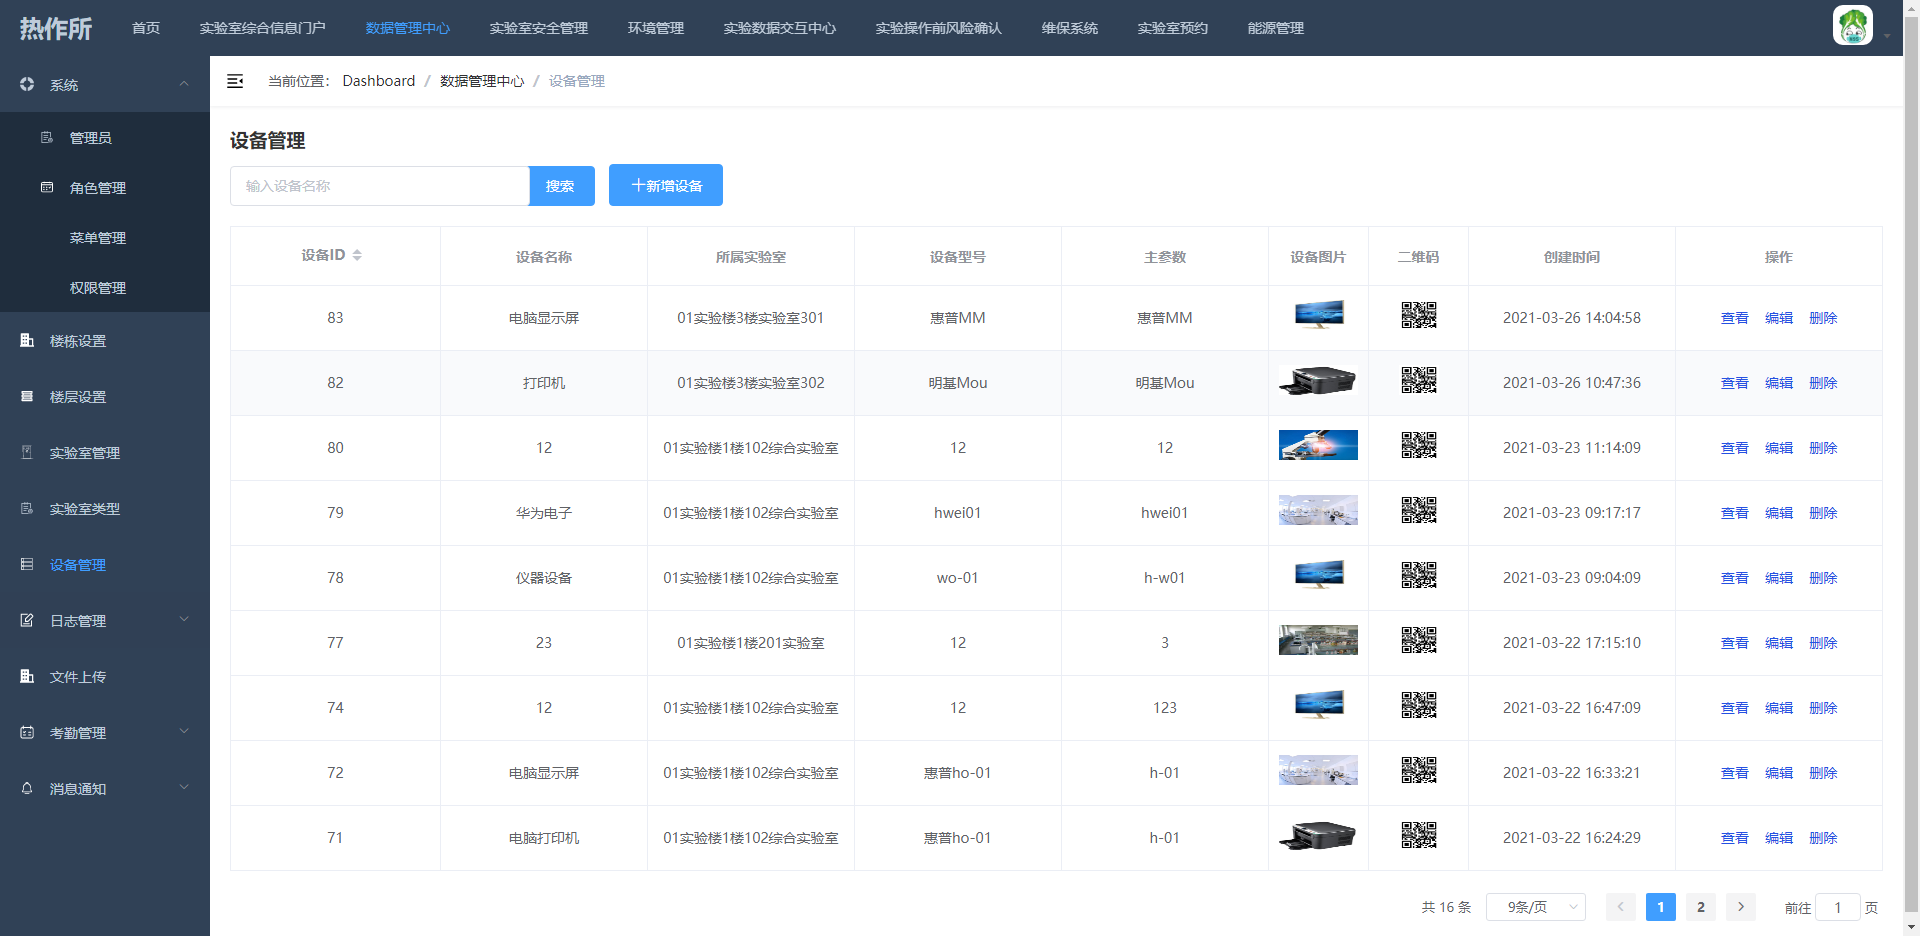 热作所
首页 实验室综合信息门户 数据管理中心 实验室安全管理 环境管理 实验数据交互中心 实验操作前风险确认 维保系统 实验室预约 能源管理
系统
管理员
角色管理
菜单管理
权限管理
楼栋设置
楼层设置
实验室管理
实验室类型
设备管理
日志管理
文件上传
考勤管理
消息通知
当前位置： Dashboard / 数据管理中心 / 设备管理
设备管理
输入设备名称 搜索 新增设备
设备ID 设备名称 所属实验室 设备型号 主参数 设备图片 二维码 创建时间 操作
83 电脑显示屏 01实验楼3楼实验室301 惠普MM 惠普MM 2021-03-26 14:04:58 查看 编辑 删除
82 打印机 01实验楼3楼实验室302 明基Mou 明基Mou 2021-03-26 10:47:36 查看 编辑 删除
80 12 01实验楼1楼102综合实验室 12 12 2021-03-23 11:14:09 查看 编辑 删除
79 华为电子 01实验楼1楼102综合实验室 hwei01 hwei01 2021-03-23 09:17:17 查看 编辑 删除
78 仪器设备 01实验楼1楼102综合实验室 wo-01 h-w01 2021-03-23 09:04:09 查看 编辑 删除
77 23 01实验楼1楼201实验室 12 3 2021-03-22 17:15:10 查看 编辑 删除
74 12 01实验楼1楼102综合实验室 12 123 2021-03-22 16:47:09 查看 编辑 删除
72 电脑显示屏 01实验楼1楼102综合实验室 惠普ho-01 h-01 2021-03-22 16:33:21 查看 编辑 删除
71 电脑打印机 01实验楼1楼102综合实验室 惠普ho-01 h-01 2021-03-22 16:24:29 查看 编辑 删除
共 16 条 9条/页 1 2 前往 1 页